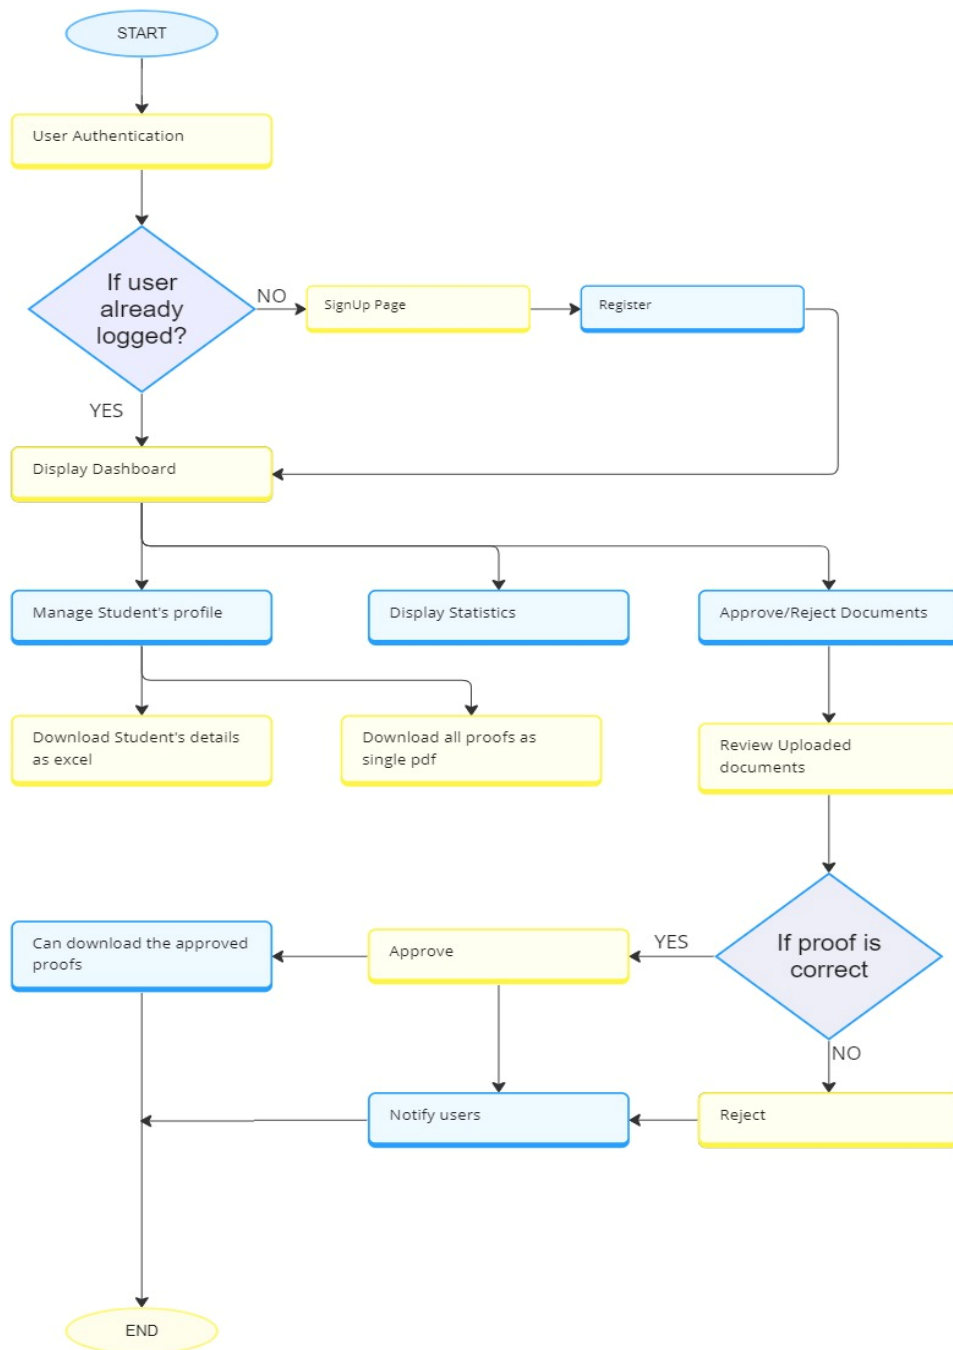 START
User Authentication
If user
already
logged?
NO
SignUp Page
Register
YES
Display Dashboard
Manage Student's profile
Display Statistics
Approve/Reject Documents
Download Student's details
as excel
Download all proofs as
single pdf
Review Uploaded
documents
Can download the approved
proofs
Approve
YES
If proof is
correct
NO
Notify users
Reject
END